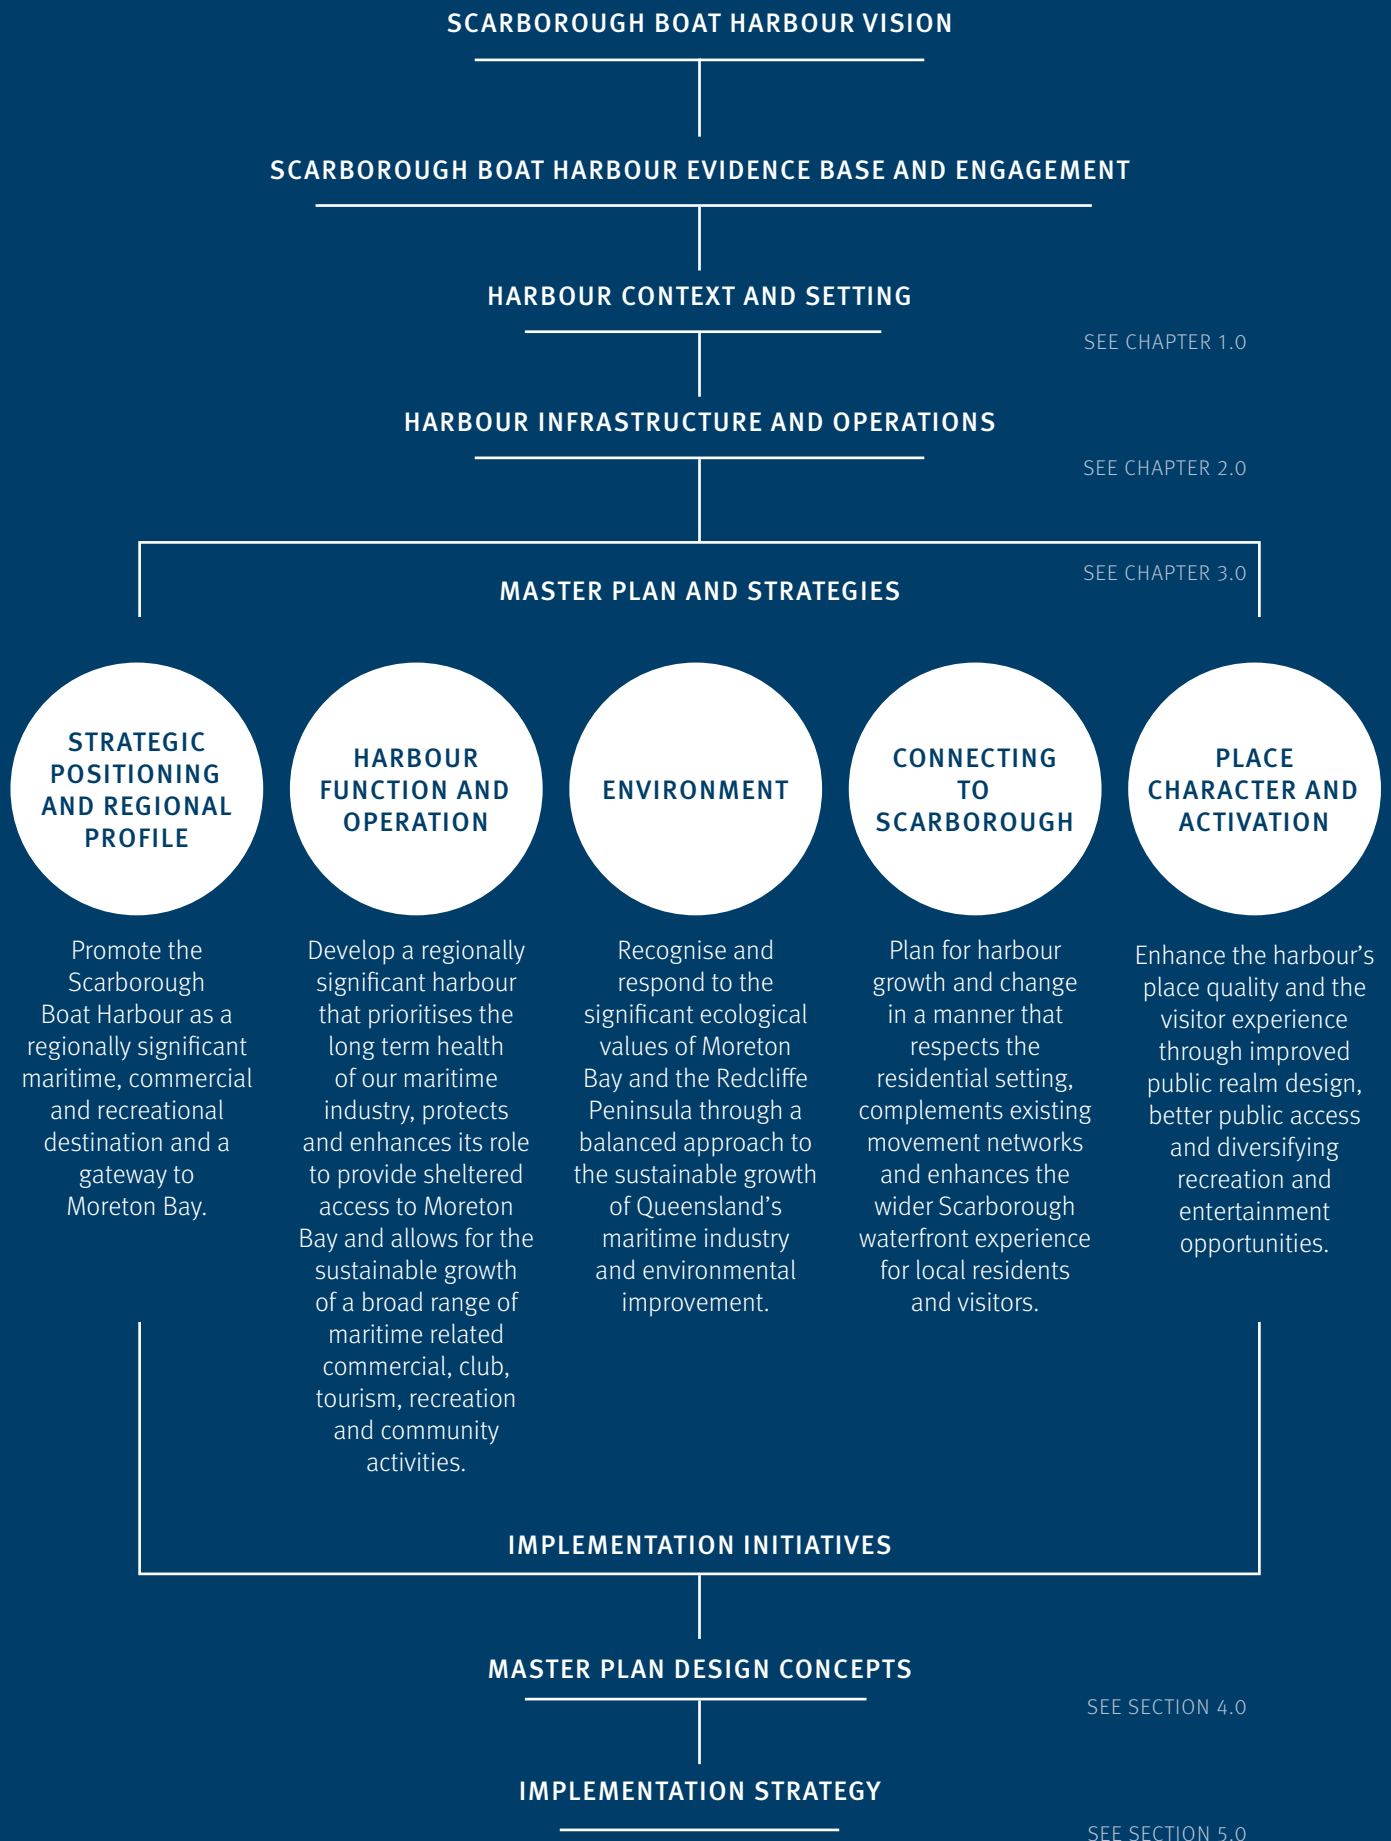 SCARBOROUGH BOAT HARBOUR VISION
SCARBOROUGH BOAT HARBOUR EVIDENCE BASE AND ENGAGEMENT
HARBOUR CONTEXT AND SETTING
SEE CHAPTER 1.0
HARBOUR INFRASTRUCTURE AND OPERATIONS
SEE CHAPTER 2.0
SEE CHAPTER 3.0
MASTER PLAN AND STRATEGIES
STRATEGIC
POSITIONING
AND REGIONAL
PROFILE
Promote the
Scarborough
Boat Harbour as a
regionally significant
maritime, commercial
and recreational
destination and a
gateway to
Moreton Bay.
HARBOUR
FUNCTION AND
OPERATION
Develop a regionally
significant harbour
that prioritises the
long term health
of our maritime
industry, protects
and enhances its role
to provide sheltered
access to Moreton
Bay and allows for the
sustainable growth
of a broad range of
maritime related
commercial, club,
tourism, recreation
and community
activities.
ENVIRONMENT
Recognise and
respond to the
significant ecological
values of Moreton
Bay and the Redcliffe
Peninsula through a
balanced approach to
the sustainable growth
of Queensland's
maritime industry
and environmental
improvement.
CONNECTING
TO
SCARBOROUGH
Plan for harbour
growth and change
in a manner that
respects the
residential setting,
complements existing
movement networks
and enhances the
wider Scarborough
waterfront experience
for local residents
and visitors.
PLACE
CHARACTER AND
ACTIVATION
Enhance the harbour's
place quality and the
visitor experience
through improved
public realm design,
better public access
and diversifying
recreation and
entertainment
opportunities.
IMPLEMENTATION INITIATIVES
MASTER PLAN DESIGN CONCEPTS
SEE SECTION 4.0
IMPLEMENTATION STRATEGY
SEE SECTION 5.0